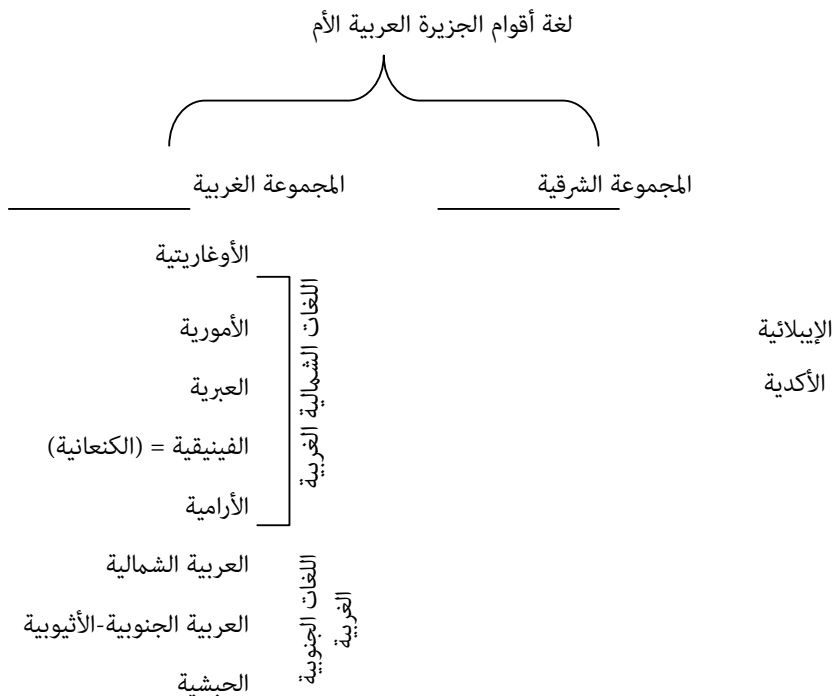 لغة أقوام الجزيرة العربية الأم
المجموعة الشرقية
المجموعة الغربية
الإيبلائية
الأكدية
اللغات الشمالية الغربية
الأوغاريتية
الأمورية
العبرية
الفينيقية = (الكنعانية)
الأرامية
اللغات الجنوبية
الغربية
العربية الشمالية
العربية الجنوبية-الأثيوبية
الحبشية